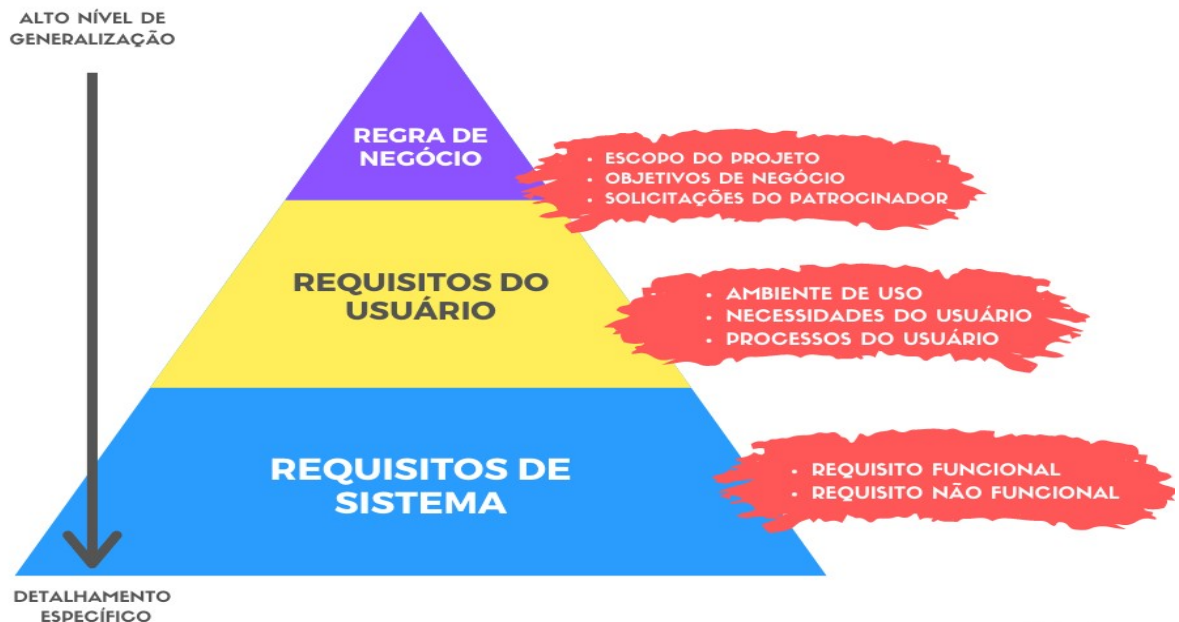 ALTO NÍVEL DE
GENERALIZAÇÃO
REGRA DE
NEGÓCIO
• ESCOPO DO PROJETO
• OBJETIVOS DE NEGÓCIO
• SOLICITAÇÕES DO PATROCINADOR
REQUISITOS DO
USUÁRIO
• AMBIENTE DE USO
• NECESSIDADES DO USUÁRIO
• PROCESSOS DO USUÁRIO
REQUISITOS DE
SISTEMA
• REQUISITO FUNCIONAL
• REQUISITO NÃO FUNCIONAL
DETALHAMENTO
ESPECÍFICO